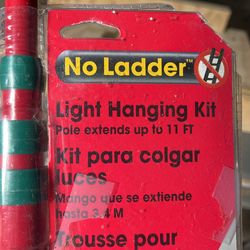 No Ladder™
Light Hanging Kit
Pole extends up to 11 FT
Kit para colgar
luces
Mango que se extiende
hasta 3.4 M
Trousse pour